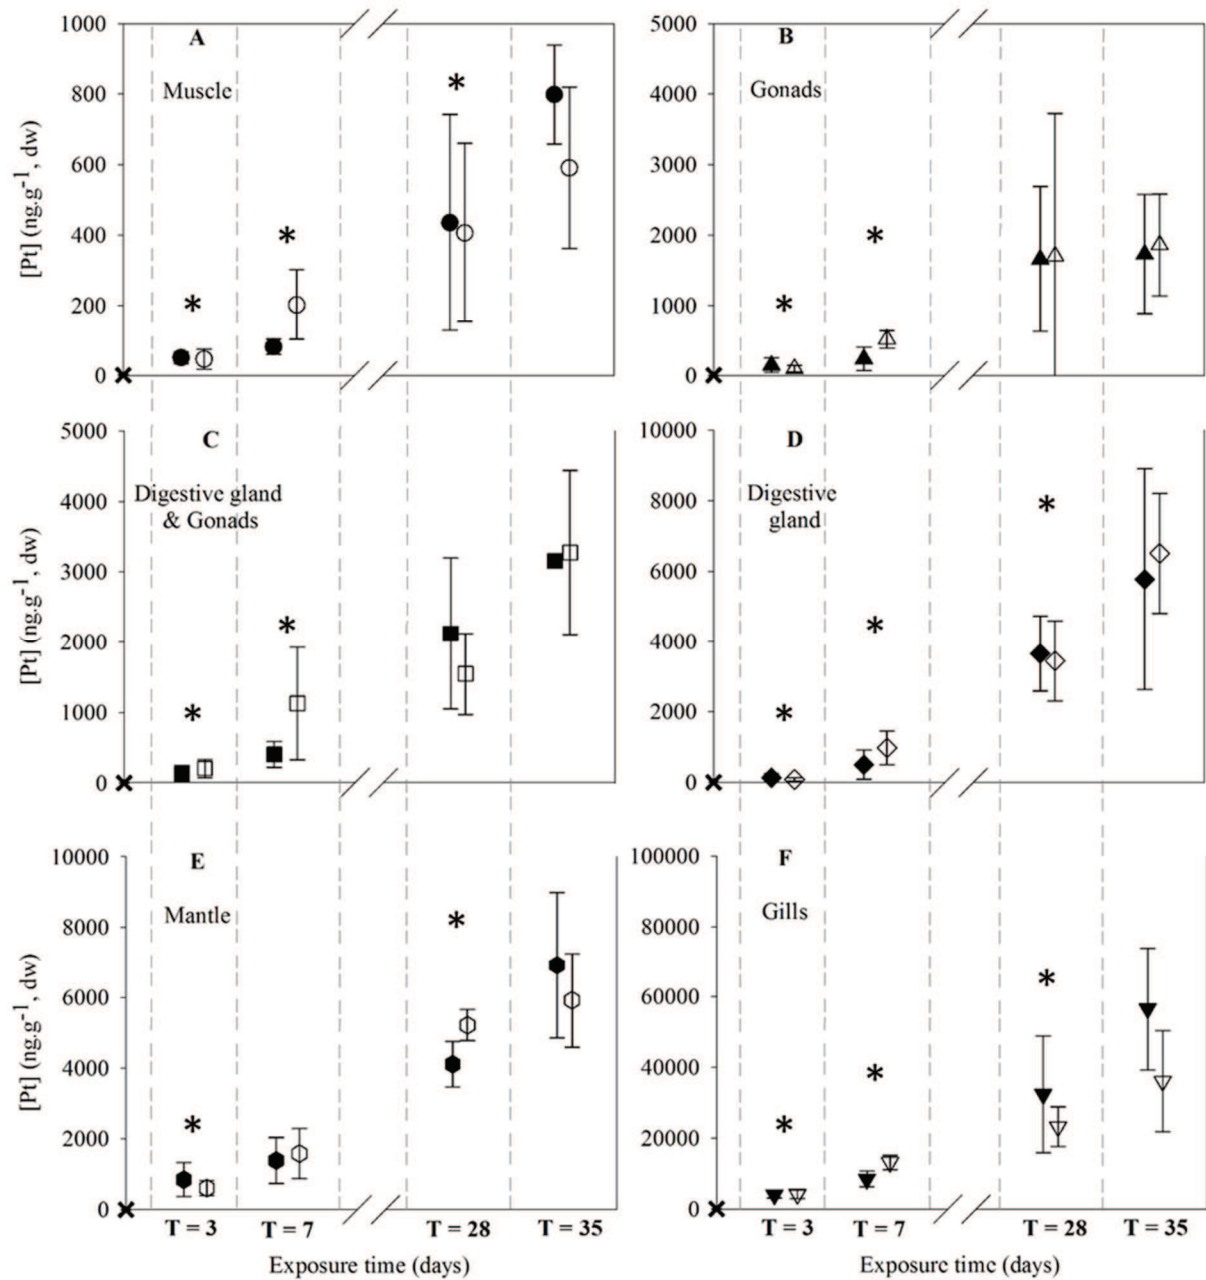 A
Muscle
1000
800
600
400
200
0
[Pt] (ng.g-1, dw)
*
*
*
B
Gonads
5000
4000
3000
2000
1000
0
*
*
C
Digestive gland
& Gonads
5000
4000
3000
2000
1000
0
[Pt] (ng.g-1, dw)
*
*
D
Digestive
gland
10000
8000
6000
4000
2000
0
*
*
*
E
Mantle
10000
8000
6000
4000
2000
0
[Pt] (ng.g-1, dw)
*
*
T = 3 T = 7 T = 28 T = 35
Exposure time (days)
F
Gills
100000
80000
60000
40000
20000
0
*
*
*
T = 3 T = 7 T = 28 T = 35
Exposure time (days)